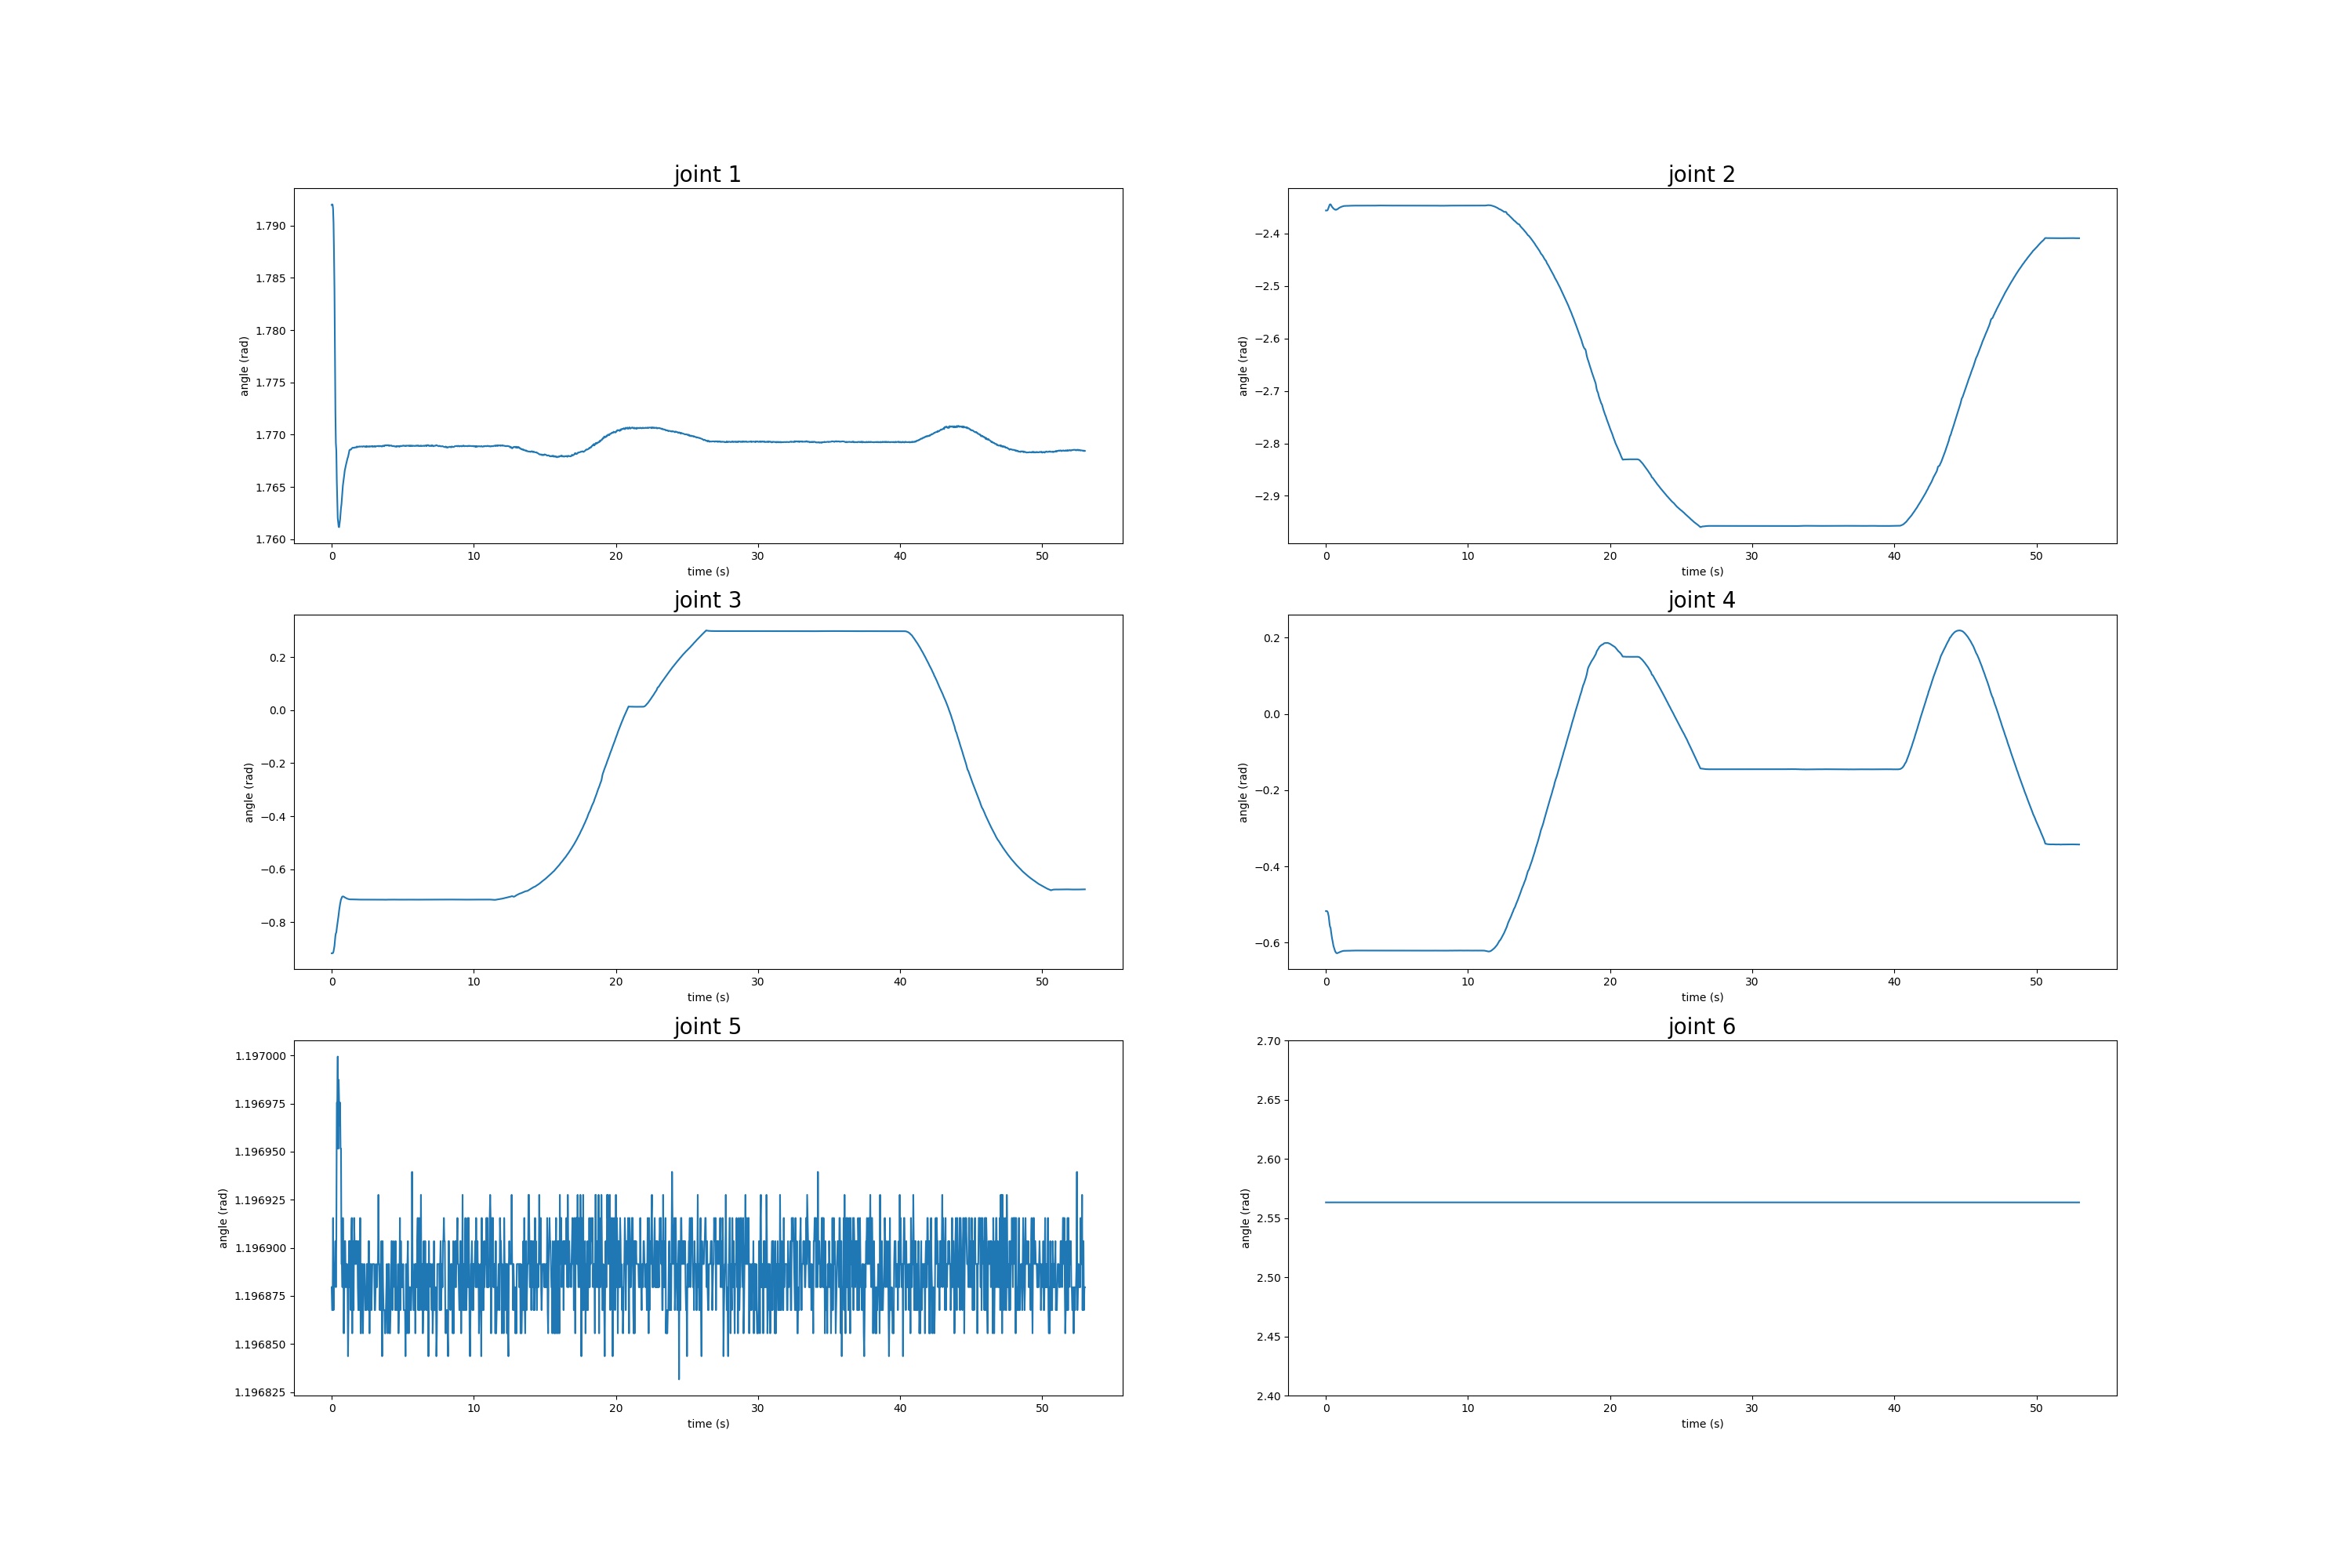 joint 1
1.790
1.785
1.780
1.775
1.770
1.765
1.760
angle (rad)
0 10 20 30 40 50
time (s)
joint 2
−2.4
−2.5
−2.6
−2.7
−2.8
−2.9
angle (rad)
0 10 20 30 40 50
time (s)
joint 3
0.2
0.0
−0.2
−0.4
−0.6
−0.8
angle (rad)
0 10 20 30 40 50
time (s)
joint 4
0.2
0.0
−0.2
−0.4
−0.6
angle (rad)
0 10 20 30 40 50
time (s)
joint 5
1.197000
1.196975
1.196950
1.196925
1.196900
1.196875
1.196850
1.196825
angle (rad)
0 10 20 30 40 50
time (s)
joint 6
2.70
2.65
2.60
2.55
2.50
2.45
2.40
angle (rad)
0 10 20 30 40 50
time (s)